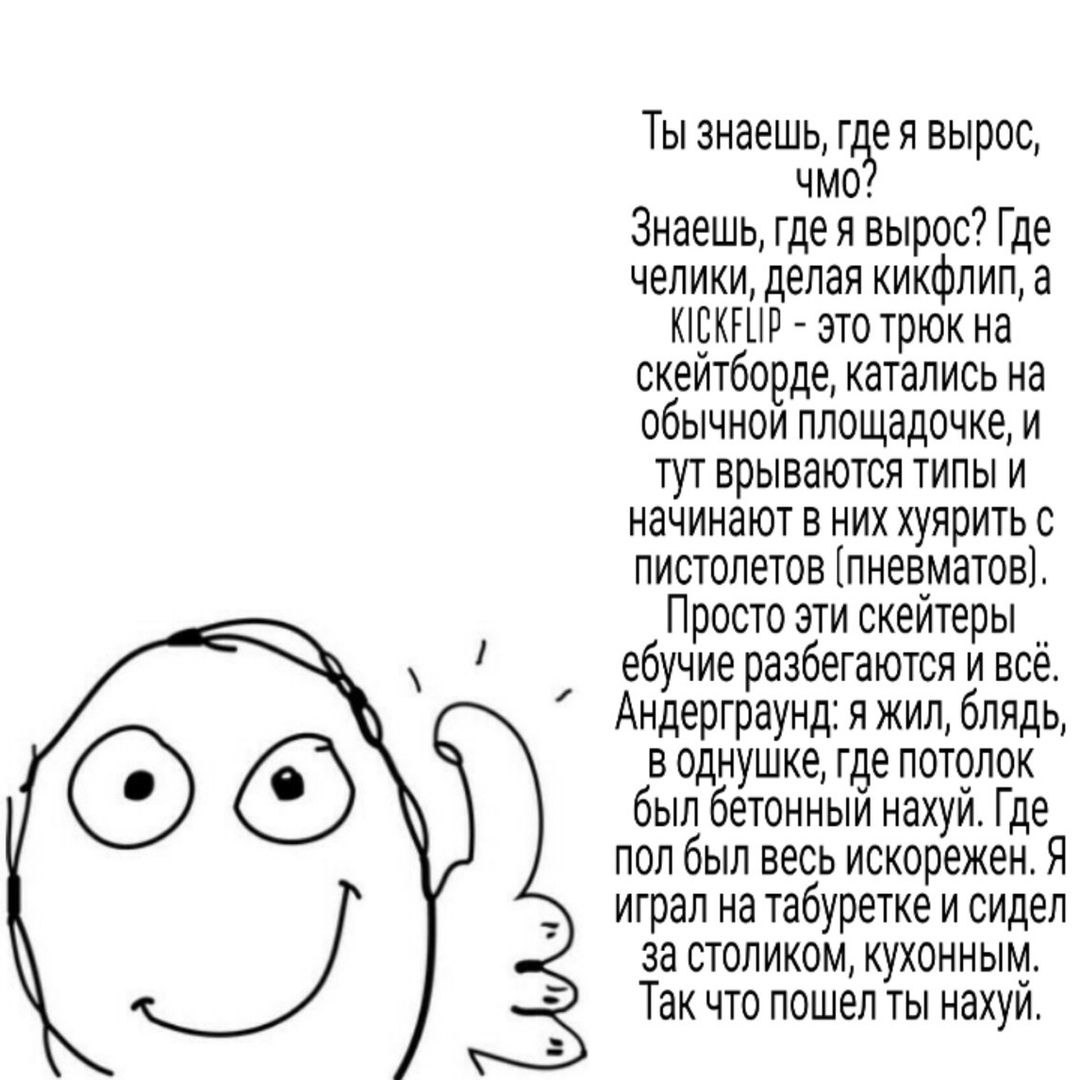 Ты знаешь, где я вырос,
чмо?
Знаешь, где я вырос? Где
челики, делая кикфлип, а
KICKFLIP - это трюк на
скейтборде, катались на
обычной площадочке, и
тут врываются типы и
начинают в них хуярить с
пистолетов (пневматов).
Просто эти скейтеры
ебучие разбегаются и всё.
Андерграунд: я жил, блядь,
в однушке, где потолок
был бетонный нахуй. Где
пол был весь искорежен. Я
играл на табуретке и сидел
за столиком, кухонным.
Так что пошел ты нахуй.